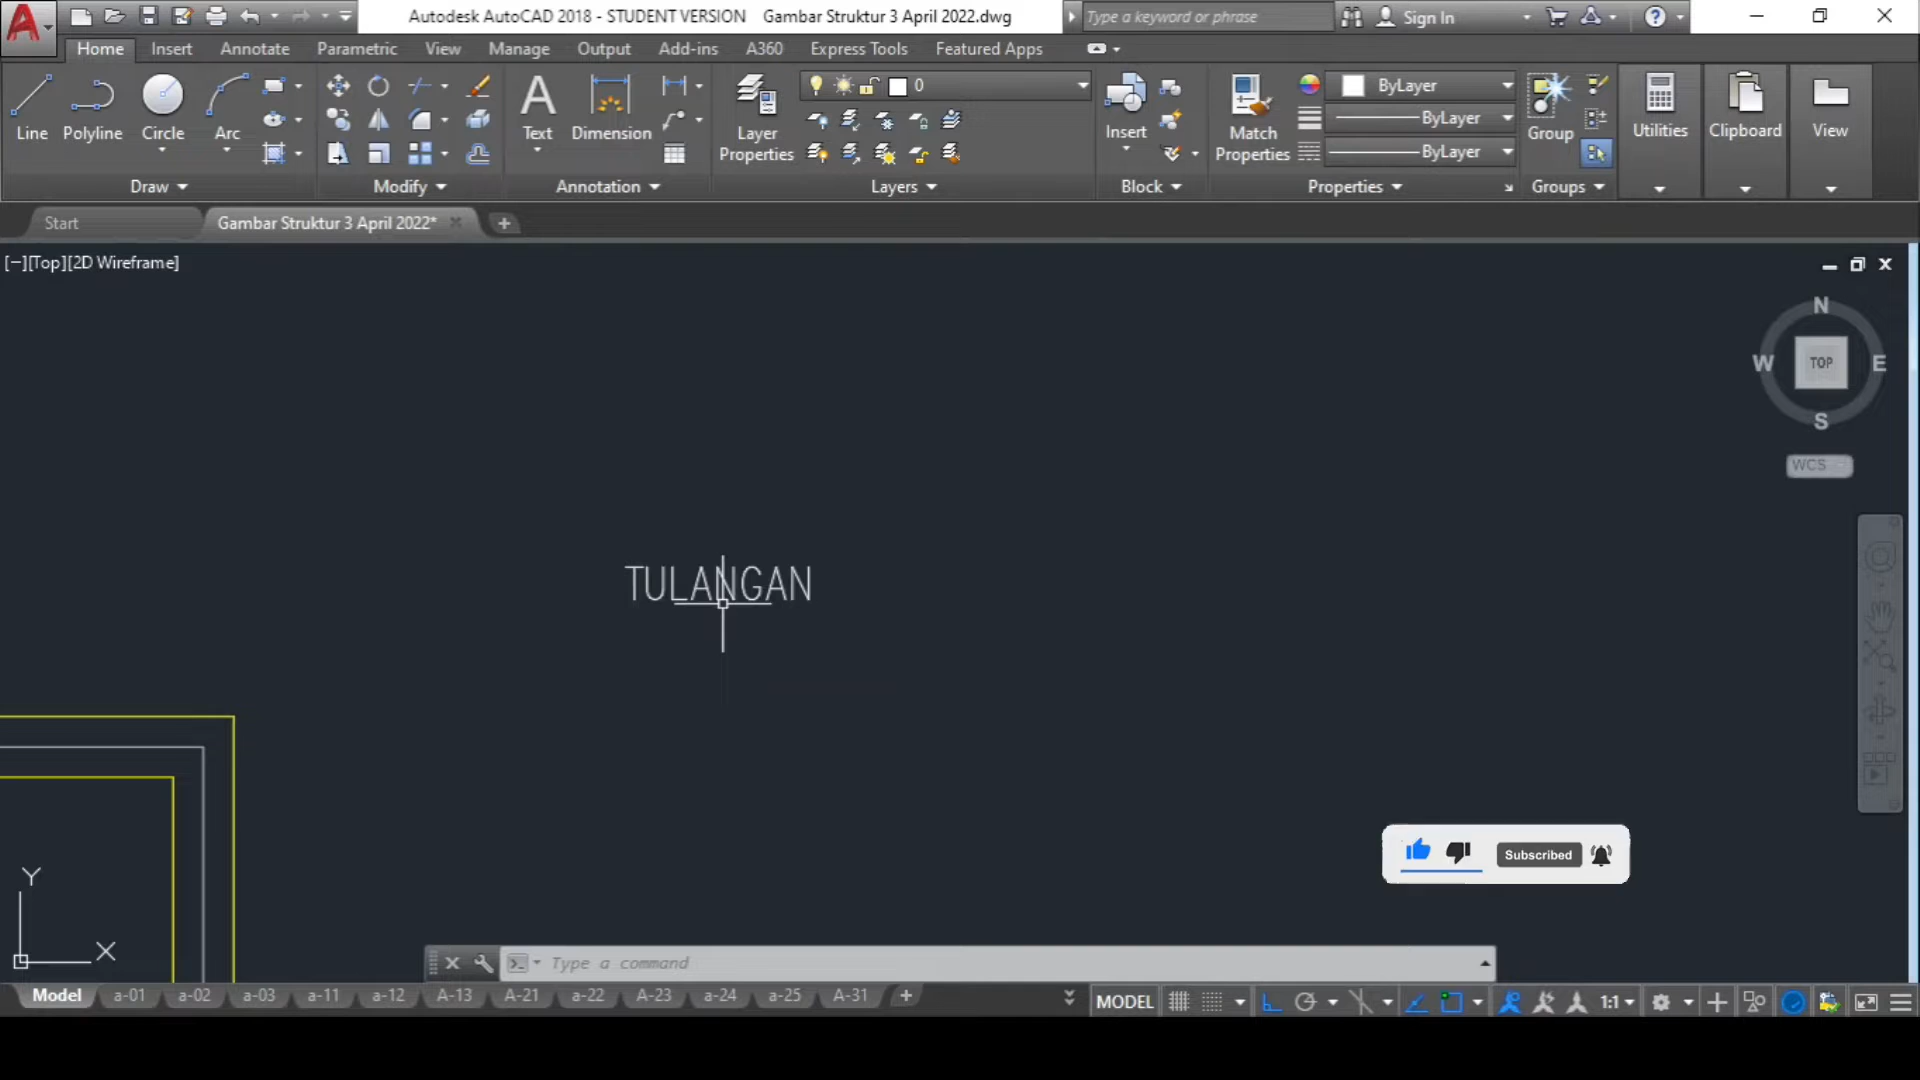 Autodesk AutoCAD 2018 - STUDENT VERSION Gambar Struktur 3 April 2022.dwg
Type a keyword or phrase
Sign In
Home Insert Annotate Parametric View Manage Output Add-ins A360 Express Tools Featured Apps
0
ByLayer
ByLayer
ByLayer
Line Polyline Circle Arc
Text Dimension
Layer Properties
Insert
Match Properties
Group
Utilities Clipboard View
Draw Modify Annotation Layers Block Properties Groups
Start Gambar Struktur 3 April 2022*
[−][Top][2D Wireframe]
N
W TOP E
S
WCS
TULANGAN
Subscribed
Y
X
Type a command
Model a-01 a-02 a-03 a-11 a-12 A-13 A-21 a-22 A-23 a-24 a-25 A-31
MODEL 1:1